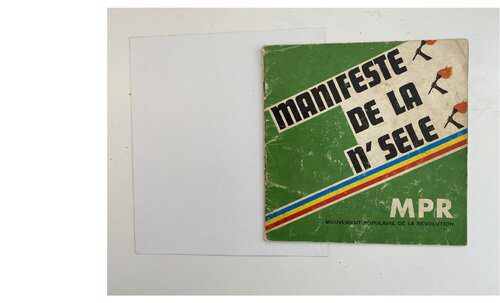 MANIFESTE
DE LA
N'SELE
MPR
MOUVEMENT POPULAIRE DE LA REVOLUTION